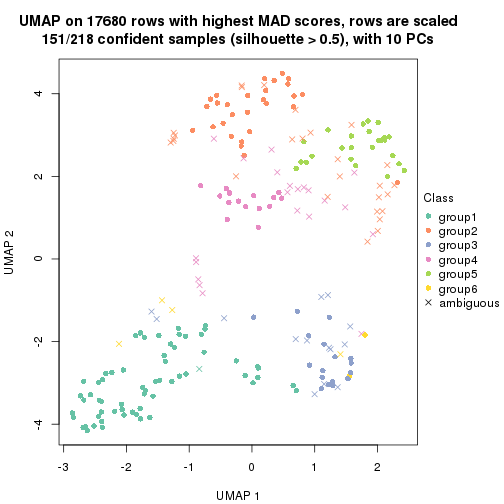 UMAP on 17680 rows with highest MAD scores, rows are scaled
151/218 confident samples (silhouette > 0.5), with 10 PCs
4
2
0
-2
-4
UMAP 2
-3
-2
-1
0
1
2
UMAP 1
Class
group1
group2
group3
group4
group5
group6
ambiguous